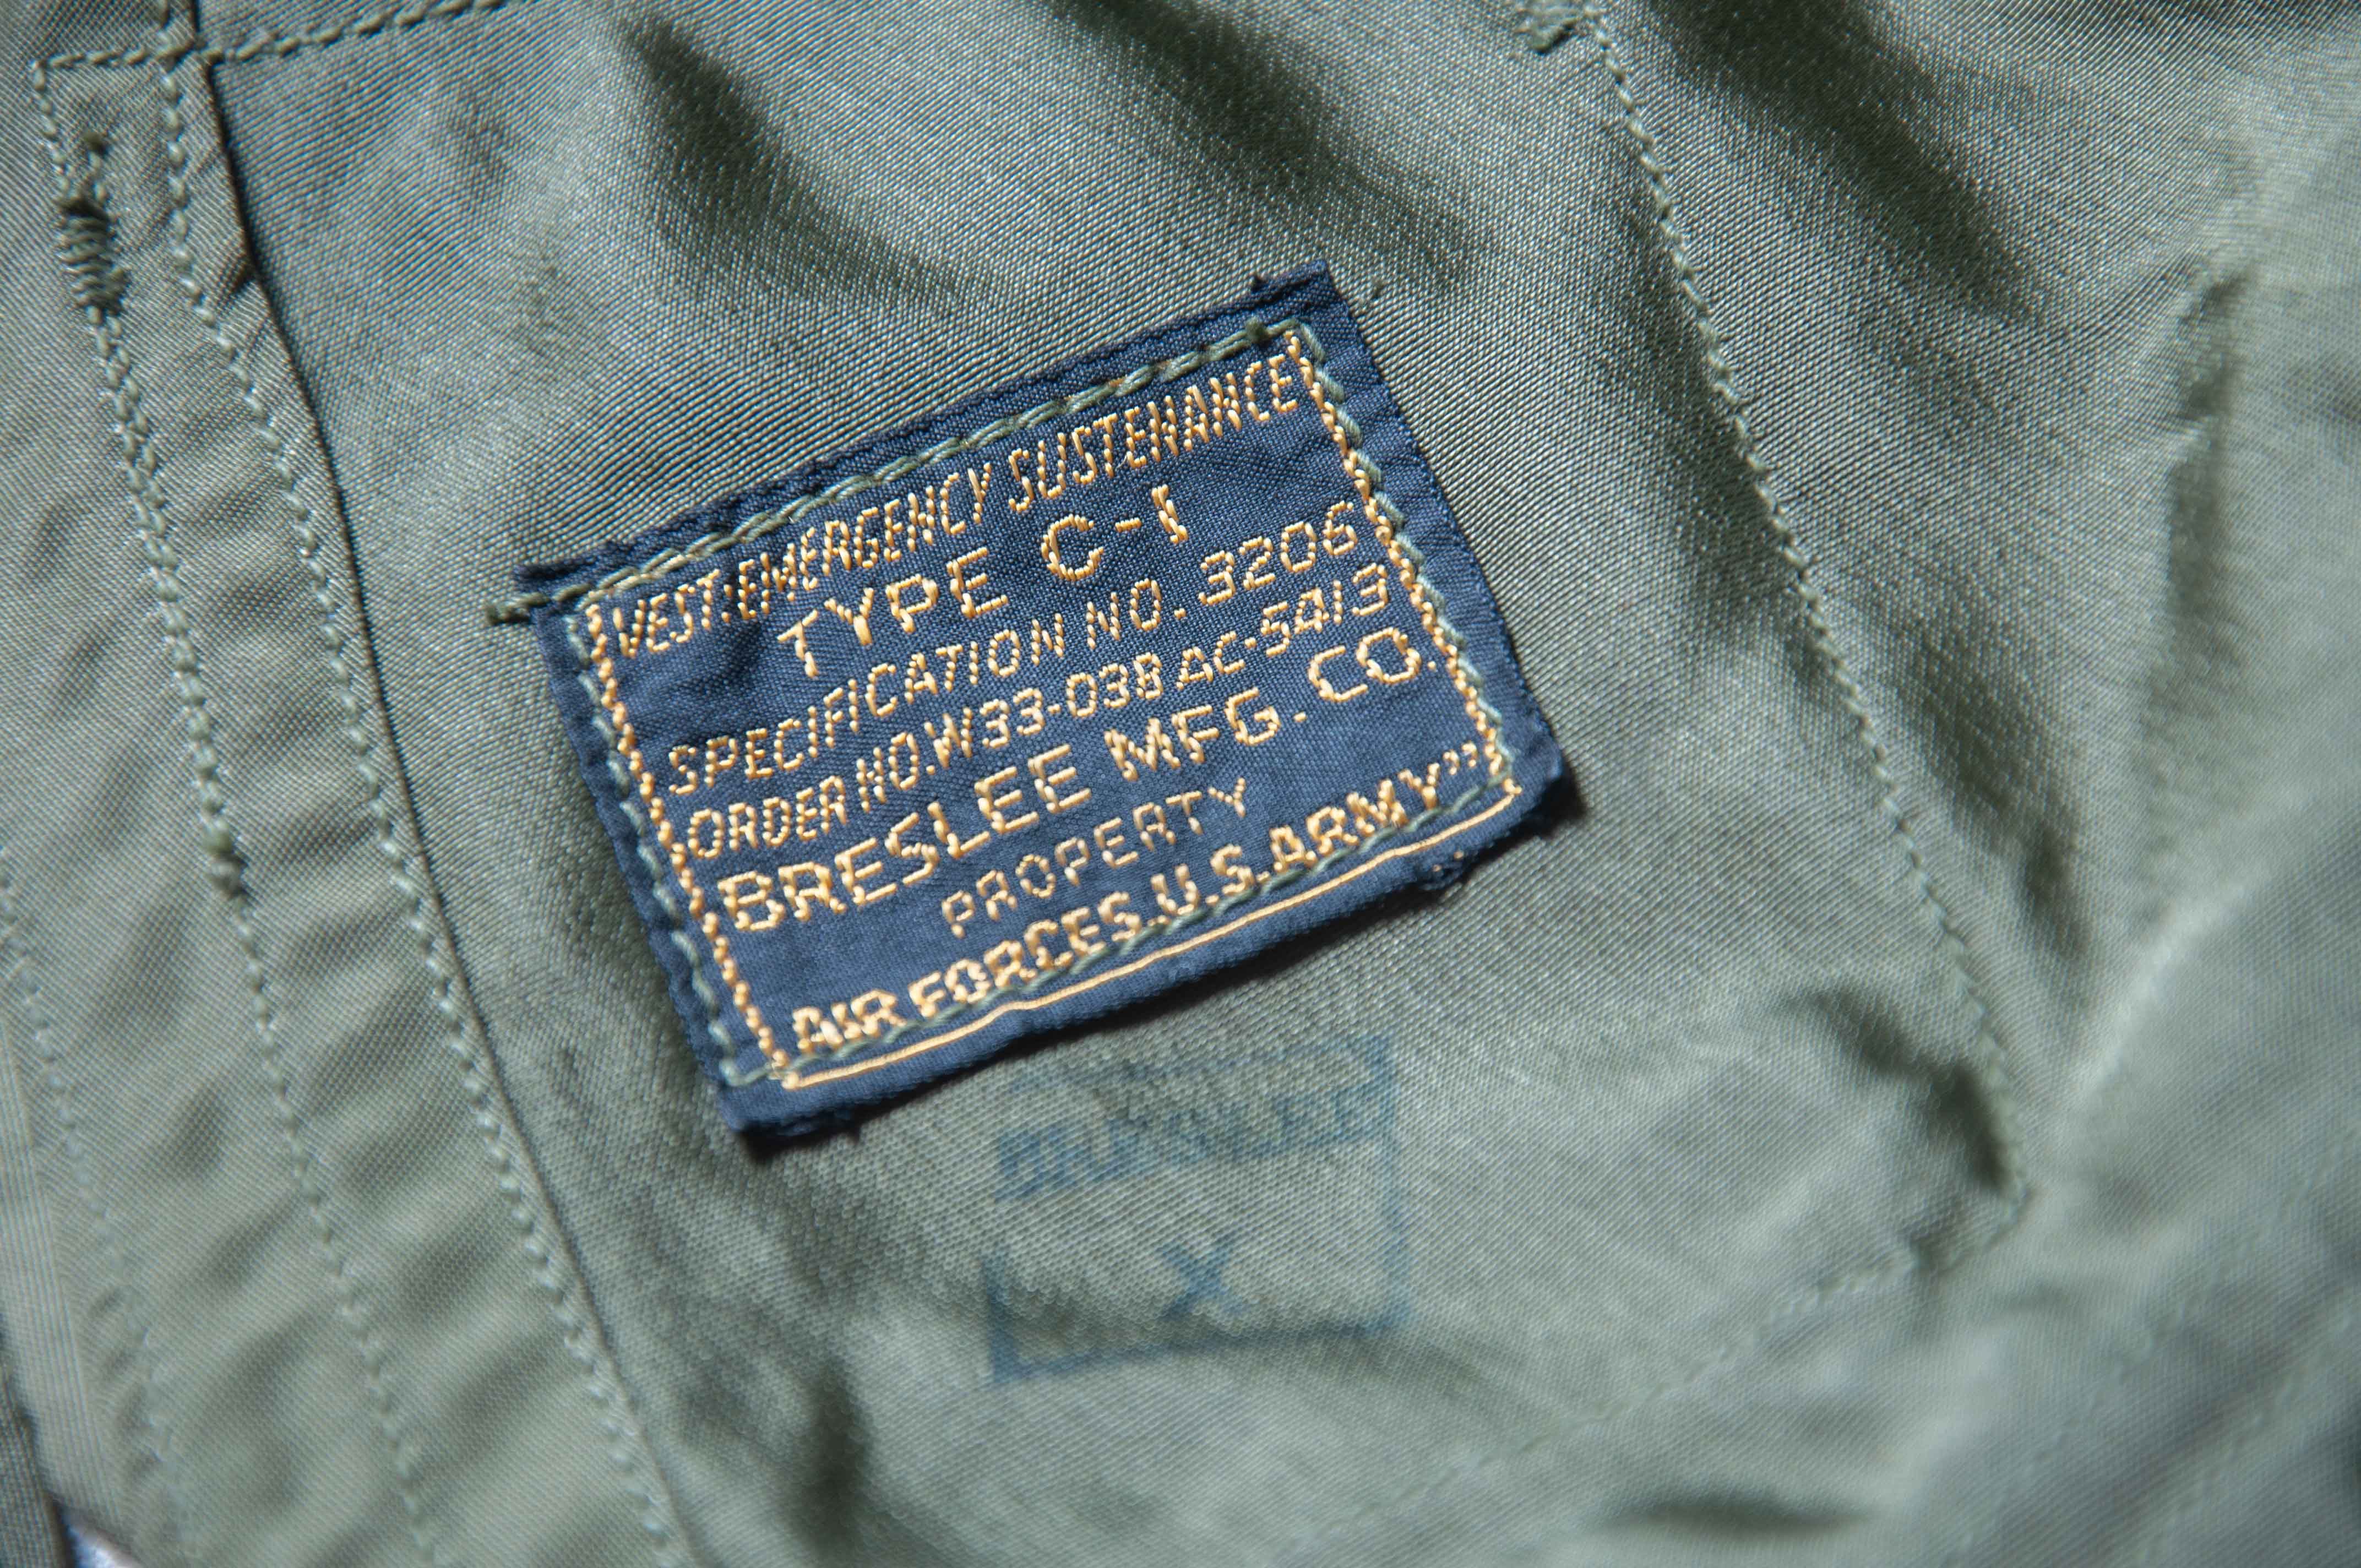 VEST:EMERGENCY SUSTENANCE
TYPE C-1
SPECIFICATION NO. 3206
ORDER NO.W33-038 AC-5413
BRESLEE MFG. CO.
PROPERTY
AIR FORCES.U.S.ARMY”
BRESLEE
X